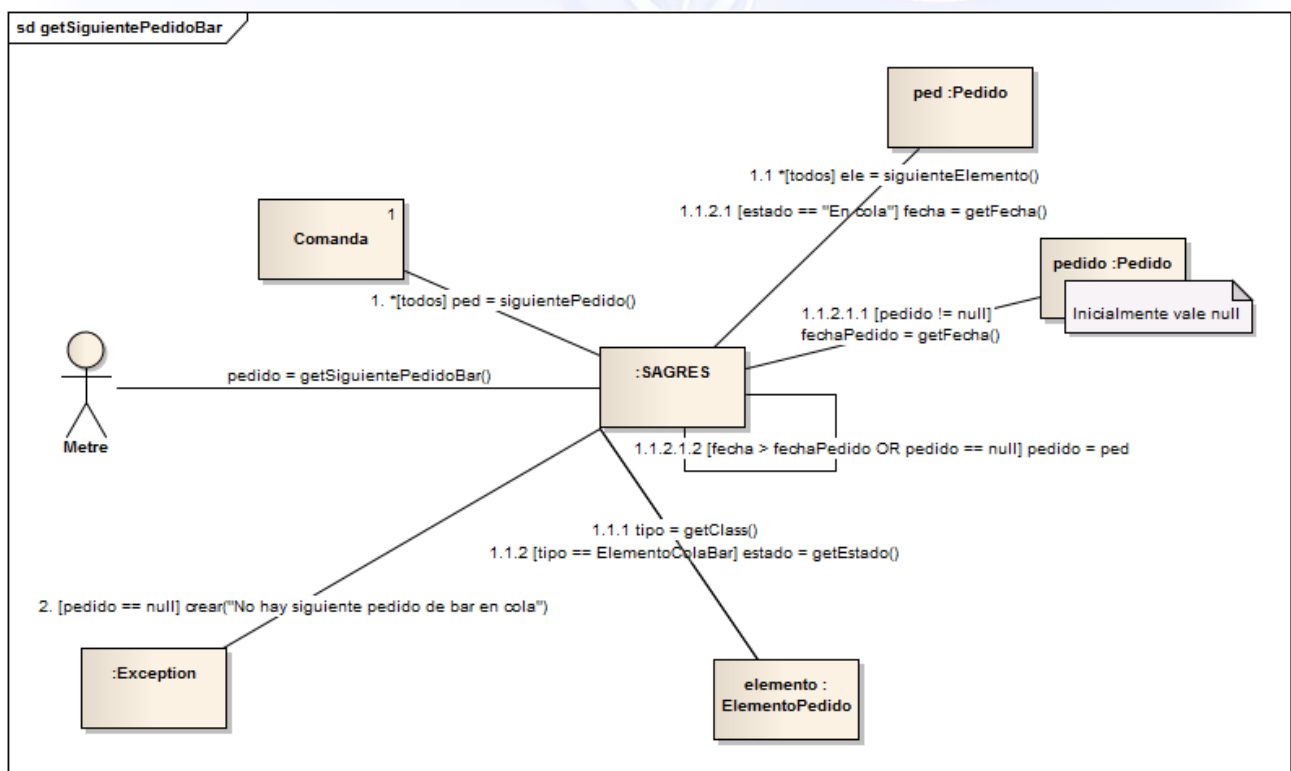 sd getSiguientePedidoBar
ped :Pedido
1.1 *[todos] ele = siguienteElemento()
1.1.2.1 [estado == "En cola"] fecha = getFecha()
1
Comanda
1. *[todos] ped = siguientePedido()
pedido :Pedido
Inicialmente vale null
1.1.2.1.1 [pedido != null]
fechaPedido = getFecha()
:SAGRES
pedido = getSiguientePedidoBar()
Metre
1.1.2.1.2 [fecha > fechaPedido OR pedido == null] pedido = ped
1.1.1 tipo = getClass()
1.1.2 [tipo == ElementoColaBar] estado = getEstado()
2. [pedido == null] crear("No hay siguiente pedido de bar en cola")
:Exception
elemento :
ElementoPedido